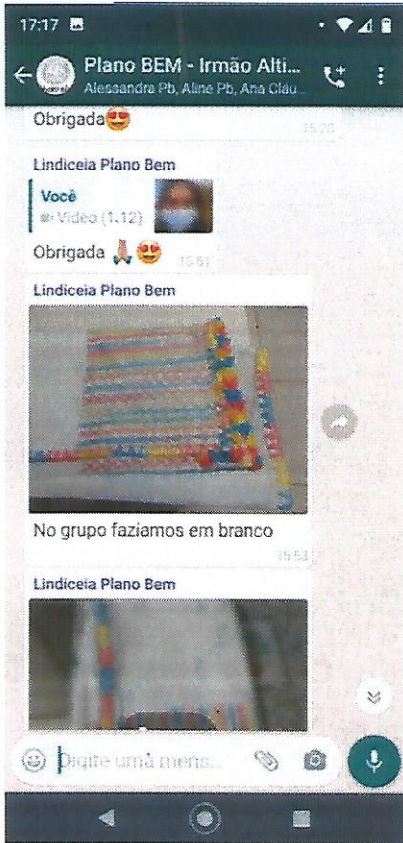 17:17
Plano BEM - Irmão Alti...
Alessandra Pb, Aline Pb, Ana Cláu...
Obrigada😍
15:28
Lindiceia Plano Bem
Você
Vídeo (1:12)
Obrigada 🙏🏽😍
15:51
Lindiceia Plano Bem
No grupo faziamos em branco
15:53
Lindiceia Plano Bem
Digite uma mens...